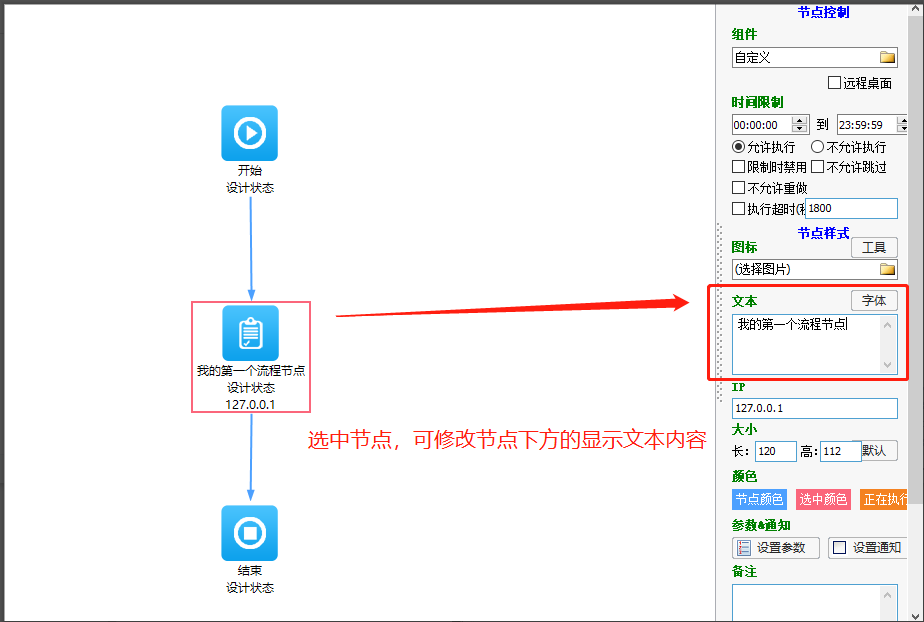 开始
设计状态
我的第一个流程节点
设计状态
127.0.0.1
选中节点，可修改节点下方的显示文本内容
结束
设计状态
节点控制
组件
自定义
远程桌面
时间限制
00:00:00 到 23:59:59
允许执行 不允许执行
限制时禁用 不允许跳过
不允许重做
执行超时(秒 1800
节点样式
图标 工具
(选择图片)
文本 字体
我的第一个流程节点
IP
127.0.0.1
大小
长: 120 高: 112 默认
颜色
节点颜色 选中颜色 正在执行
参数&通知
设置参数 设置通知
备注